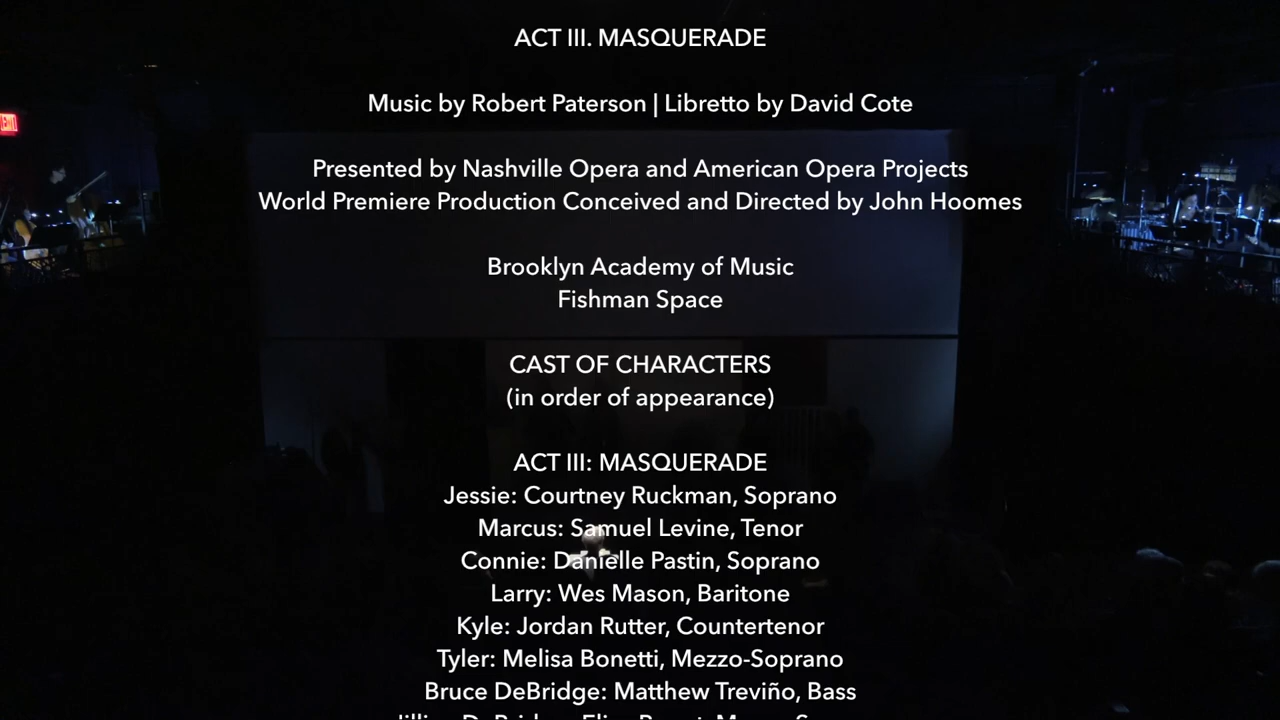 ACT III. MASQUERADE
Music by Robert Paterson | Libretto by David Cote
Presented by Nashville Opera and American Opera Projects
World Premiere Production Conceived and Directed by John Hoomes
Brooklyn Academy of Music
Fishman Space
CAST OF CHARACTERS
(in order of appearance)
ACT III: MASQUERADE
Jessie: Courtney Ruckman, Soprano
Marcus: Samuel Levine, Tenor
Connie: Danielle Pastin, Soprano
Larry: Wes Mason, Baritone
Kyle: Jordan Rutter, Countertenor
Tyler: Melisa Bonetti, Mezzo-Soprano
Bruce DeBridge: Matthew Treviño, Bass
EXIT